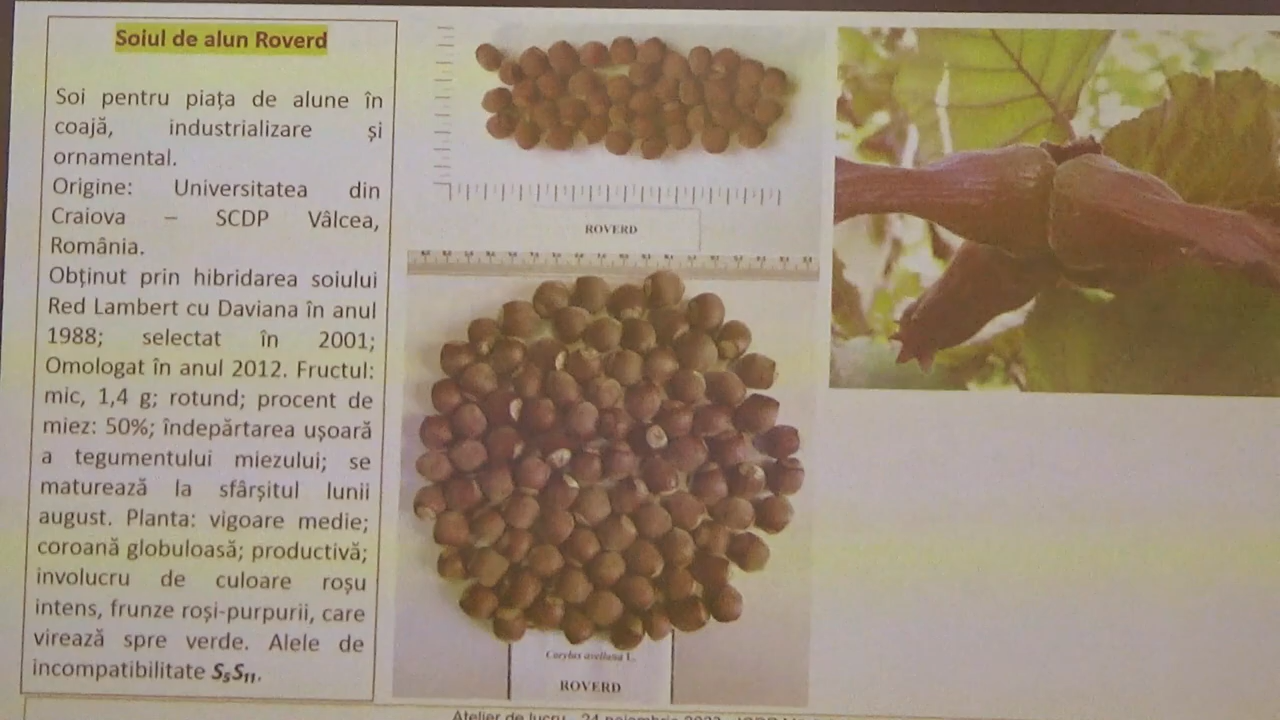 Soiul de alun Roverd
Soi pentru piața de alune în
coajă, industrializare și
ornamental.
Origine: Universitatea din
Craiova – SCDP Vâlcea,
România.
Obținut prin hibridarea soiului
Red Lambert cu Daviana în anul
1988; selectat în 2001;
Omologat în anul 2012. Fructul:
mic, 1,4 g; rotund; procent de
miez: 50%; îndepărtarea ușoară
a tegumentului miezului; se
maturează la sfârșitul lunii
august. Planta: vigoare medie;
coroană globuloasă; productivă;
involucru de culoare roșu
intens, frunze roși-purpurii, care
virează spre verde. Alele de
incompatibilitate S₅S₁₁.
ROVERD
Corylus avellana L.
ROVERD
Atelier de lucru